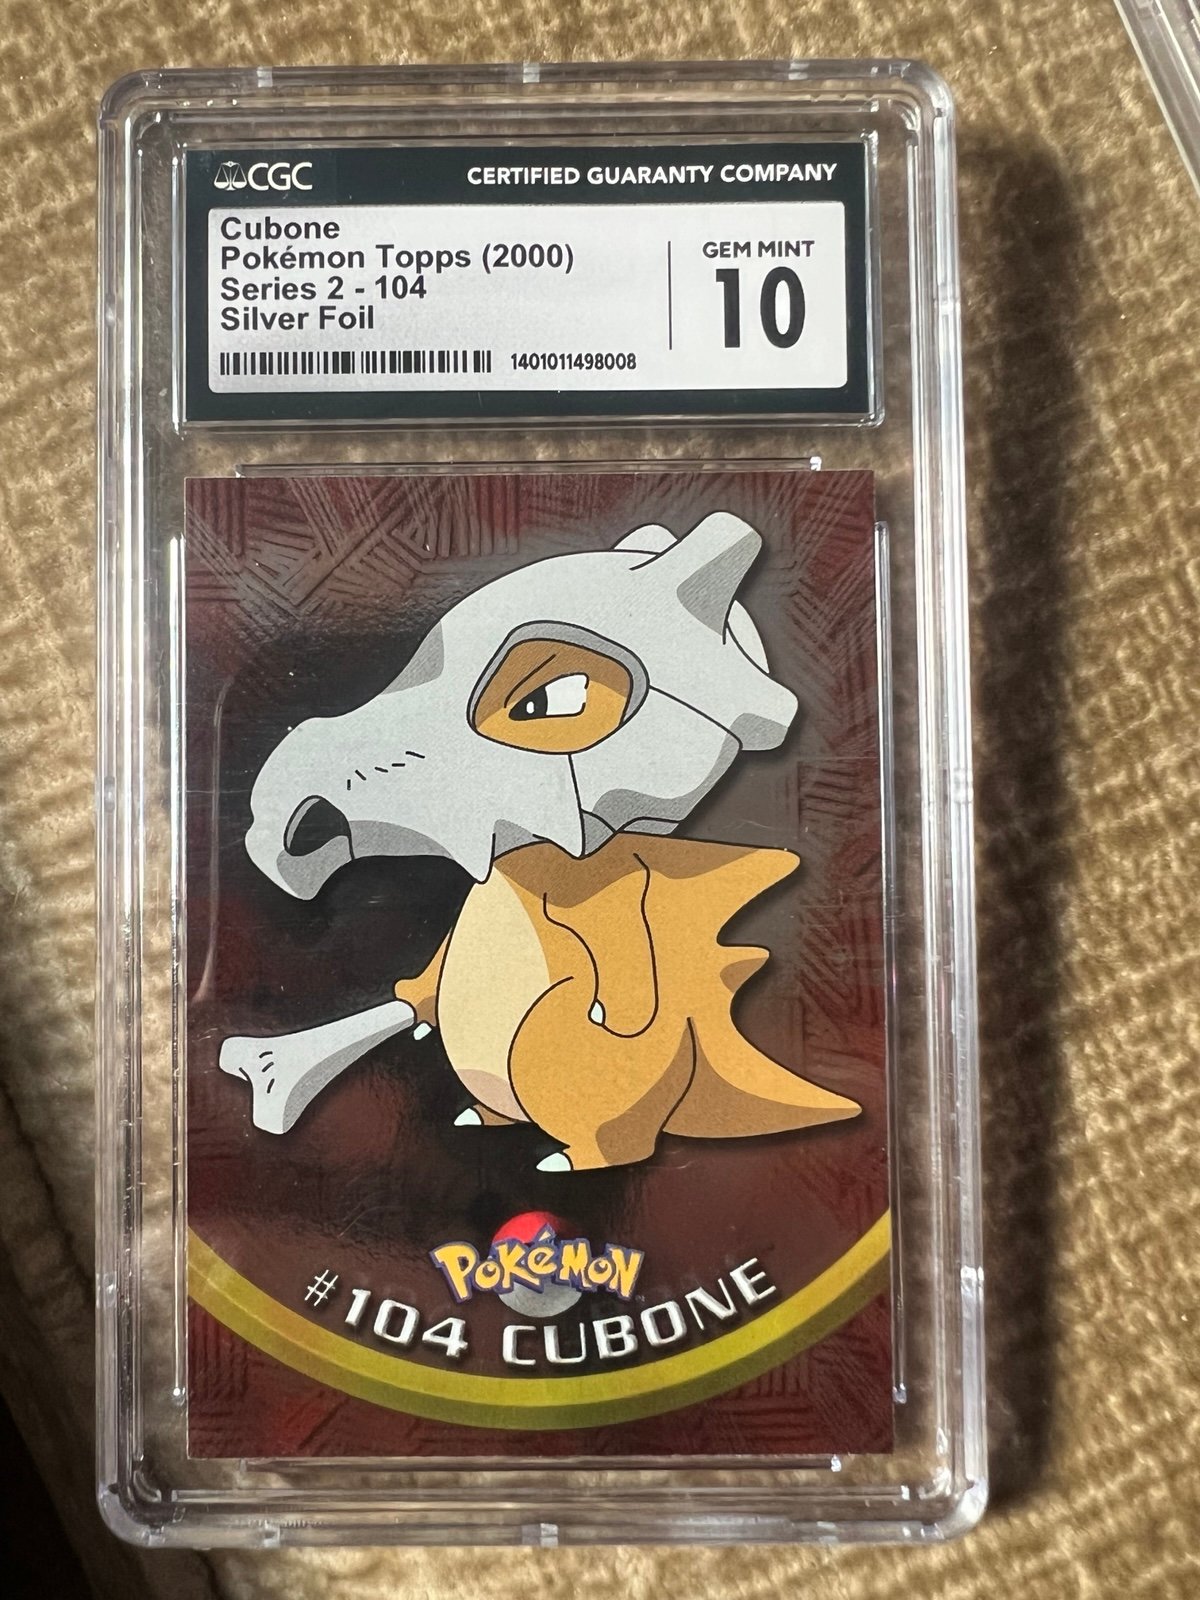 CGC
CERTIFIED GUARANTY COMPANY
Cubone
Pokémon Topps (2000)
Series 2 - 104
Silver Foil
1401011498008
GEM MINT
10
POKéMON
#104 CUBONE